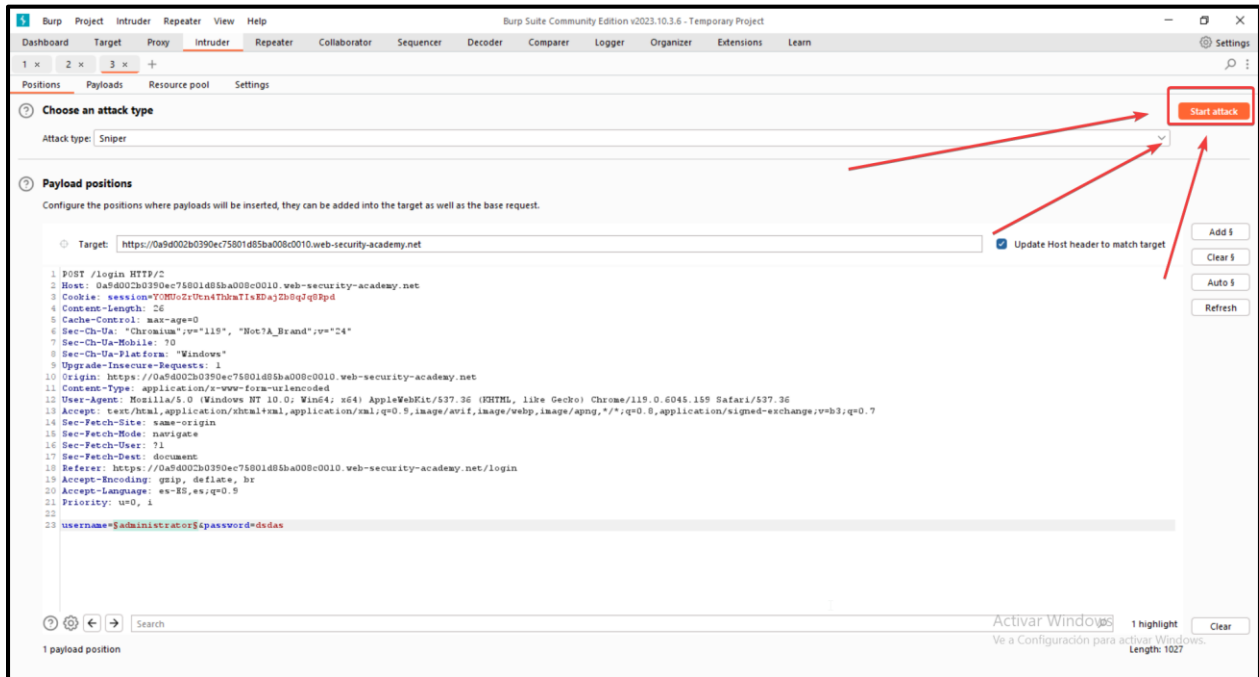 Burp Project Intruder Repeater View Help
Burp Suite Community Edition v2023.10.3.6 - Temporary Project
Dashboard Target Proxy Intruder Repeater Collaborator Sequencer Decoder Comparer Logger Organizer Extensions Learn Settings
1 × 2 × 3 × +
Positions Payloads Resource pool Settings
Choose an attack type
Start attack
Attack type: Sniper
Payload positions
Configure the positions where payloads will be inserted, they can be added into the target as well as the base request.
Target: https://0a9d002b0390ec75801d85ba008c0010.web-security-academy.net
Update Host header to match target
Add §
Clear §
Auto §
Refresh
1 POST /login HTTP/2
2 Host: 0a9d002b0390ec75801d85ba008c0010.web-security-academy.net
3 Cookie: session=YOMUoZrUtn4ThkmTIsEDajZb8qJq8Rpd
4 Content-Length: 26
5 Cache-Control: max-age=0
6 Sec-Ch-Ua: "Chromium";v="119", "Not?A_Brand";v="24"
7 Sec-Ch-Ua-Mobile: ?0
8 Sec-Ch-Ua-Platform: "Windows"
9 Upgrade-Insecure-Requests: 1
10 Origin: https://0a9d002b0390ec75801d85ba008c0010.web-security-academy.net
11 Content-Type: application/x-www-form-urlencoded
12 User-Agent: Mozilla/5.0 (Windows NT 10.0; Win64; x64) AppleWebKit/537.36 (KHTML, like Gecko) Chrome/119.0.6045.159 Safari/537.36
13 Accept: text/html,application/xhtml+xml,application/xml;q=0.9,image/avif,image/webp,image/apng,*/*;q=0.8,application/signed-exchange;v=b3;q=0.7
14 Sec-Fetch-Site: same-origin
15 Sec-Fetch-Mode: navigate
16 Sec-Fetch-User: ?1
17 Sec-Fetch-Dest: document
18 Referer: https://0a9d002b0390ec75801d85ba008c0010.web-security-academy.net/login
19 Accept-Encoding: gzip, deflate, br
20 Accept-Language: es-ES,es;q=0.9
21 Priority: u=0, i
22
23 username=§administrator§&password=dsdas
Search
Activar Windows
1 highlight
Clear
Ve a Configuración para activar Windows.
1 payload position
Length: 1027